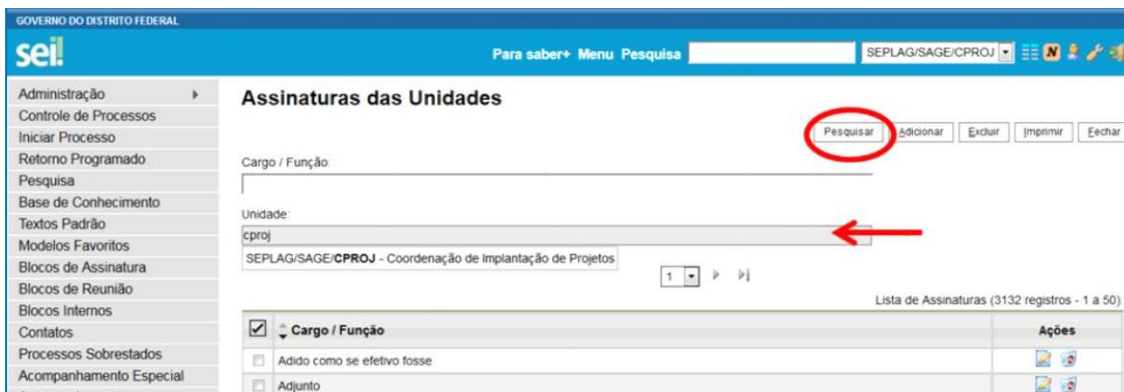 GOVERNO DO DISTRITO FEDERAL
sei!
Para saber+ Menu Pesquisa SEPLAG/SAGE/CPROJ
N
Administração
Controle de Processos
Iniciar Processo
Retorno Programado
Pesquisa
Base de Conhecimento
Textos Padrão
Modelos Favoritos
Blocos de Assinatura
Blocos de Reunião
Blocos Internos
Contatos
Processos Sobrestados
Acompanhamento Especial
Assinaturas das Unidades
Pesquisar Adicionar Excluir Imprimir Fechar
Cargo / Função:
Unidade:
cproj
SEPLAG/SAGE/CPROJ - Coordenação de Implantação de Projetos
1
Lista de Assinaturas (3132 registros - 1 a 50):
Cargo / Função Ações
Adido como se efetivo fosse
Adjunto